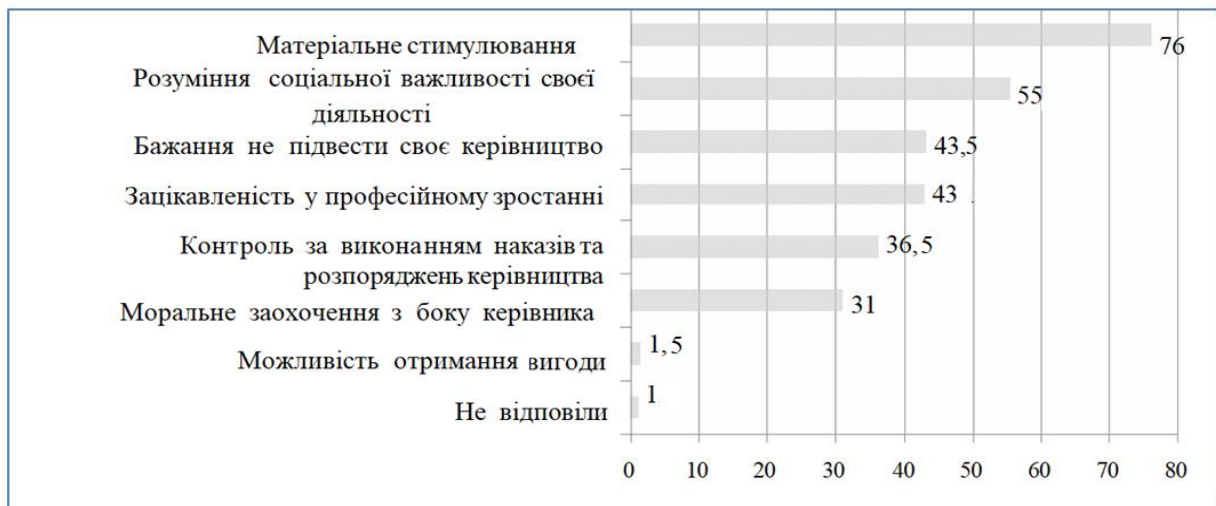 Матеріальне стимулювання
76
Розуміння соціальної важливості своєї
діяльності
55
Бажання не підвести своє керівництво
43,5
Зацікавленість у професійному зростанні
43
Контроль за виконанням наказів та
розпоряджень керівництва
36,5
Моральне заохочення з боку керівника
31
Можливість отримання вигоди
1,5
Не відповіли
1
0 10 20 30 40 50 60 70 80